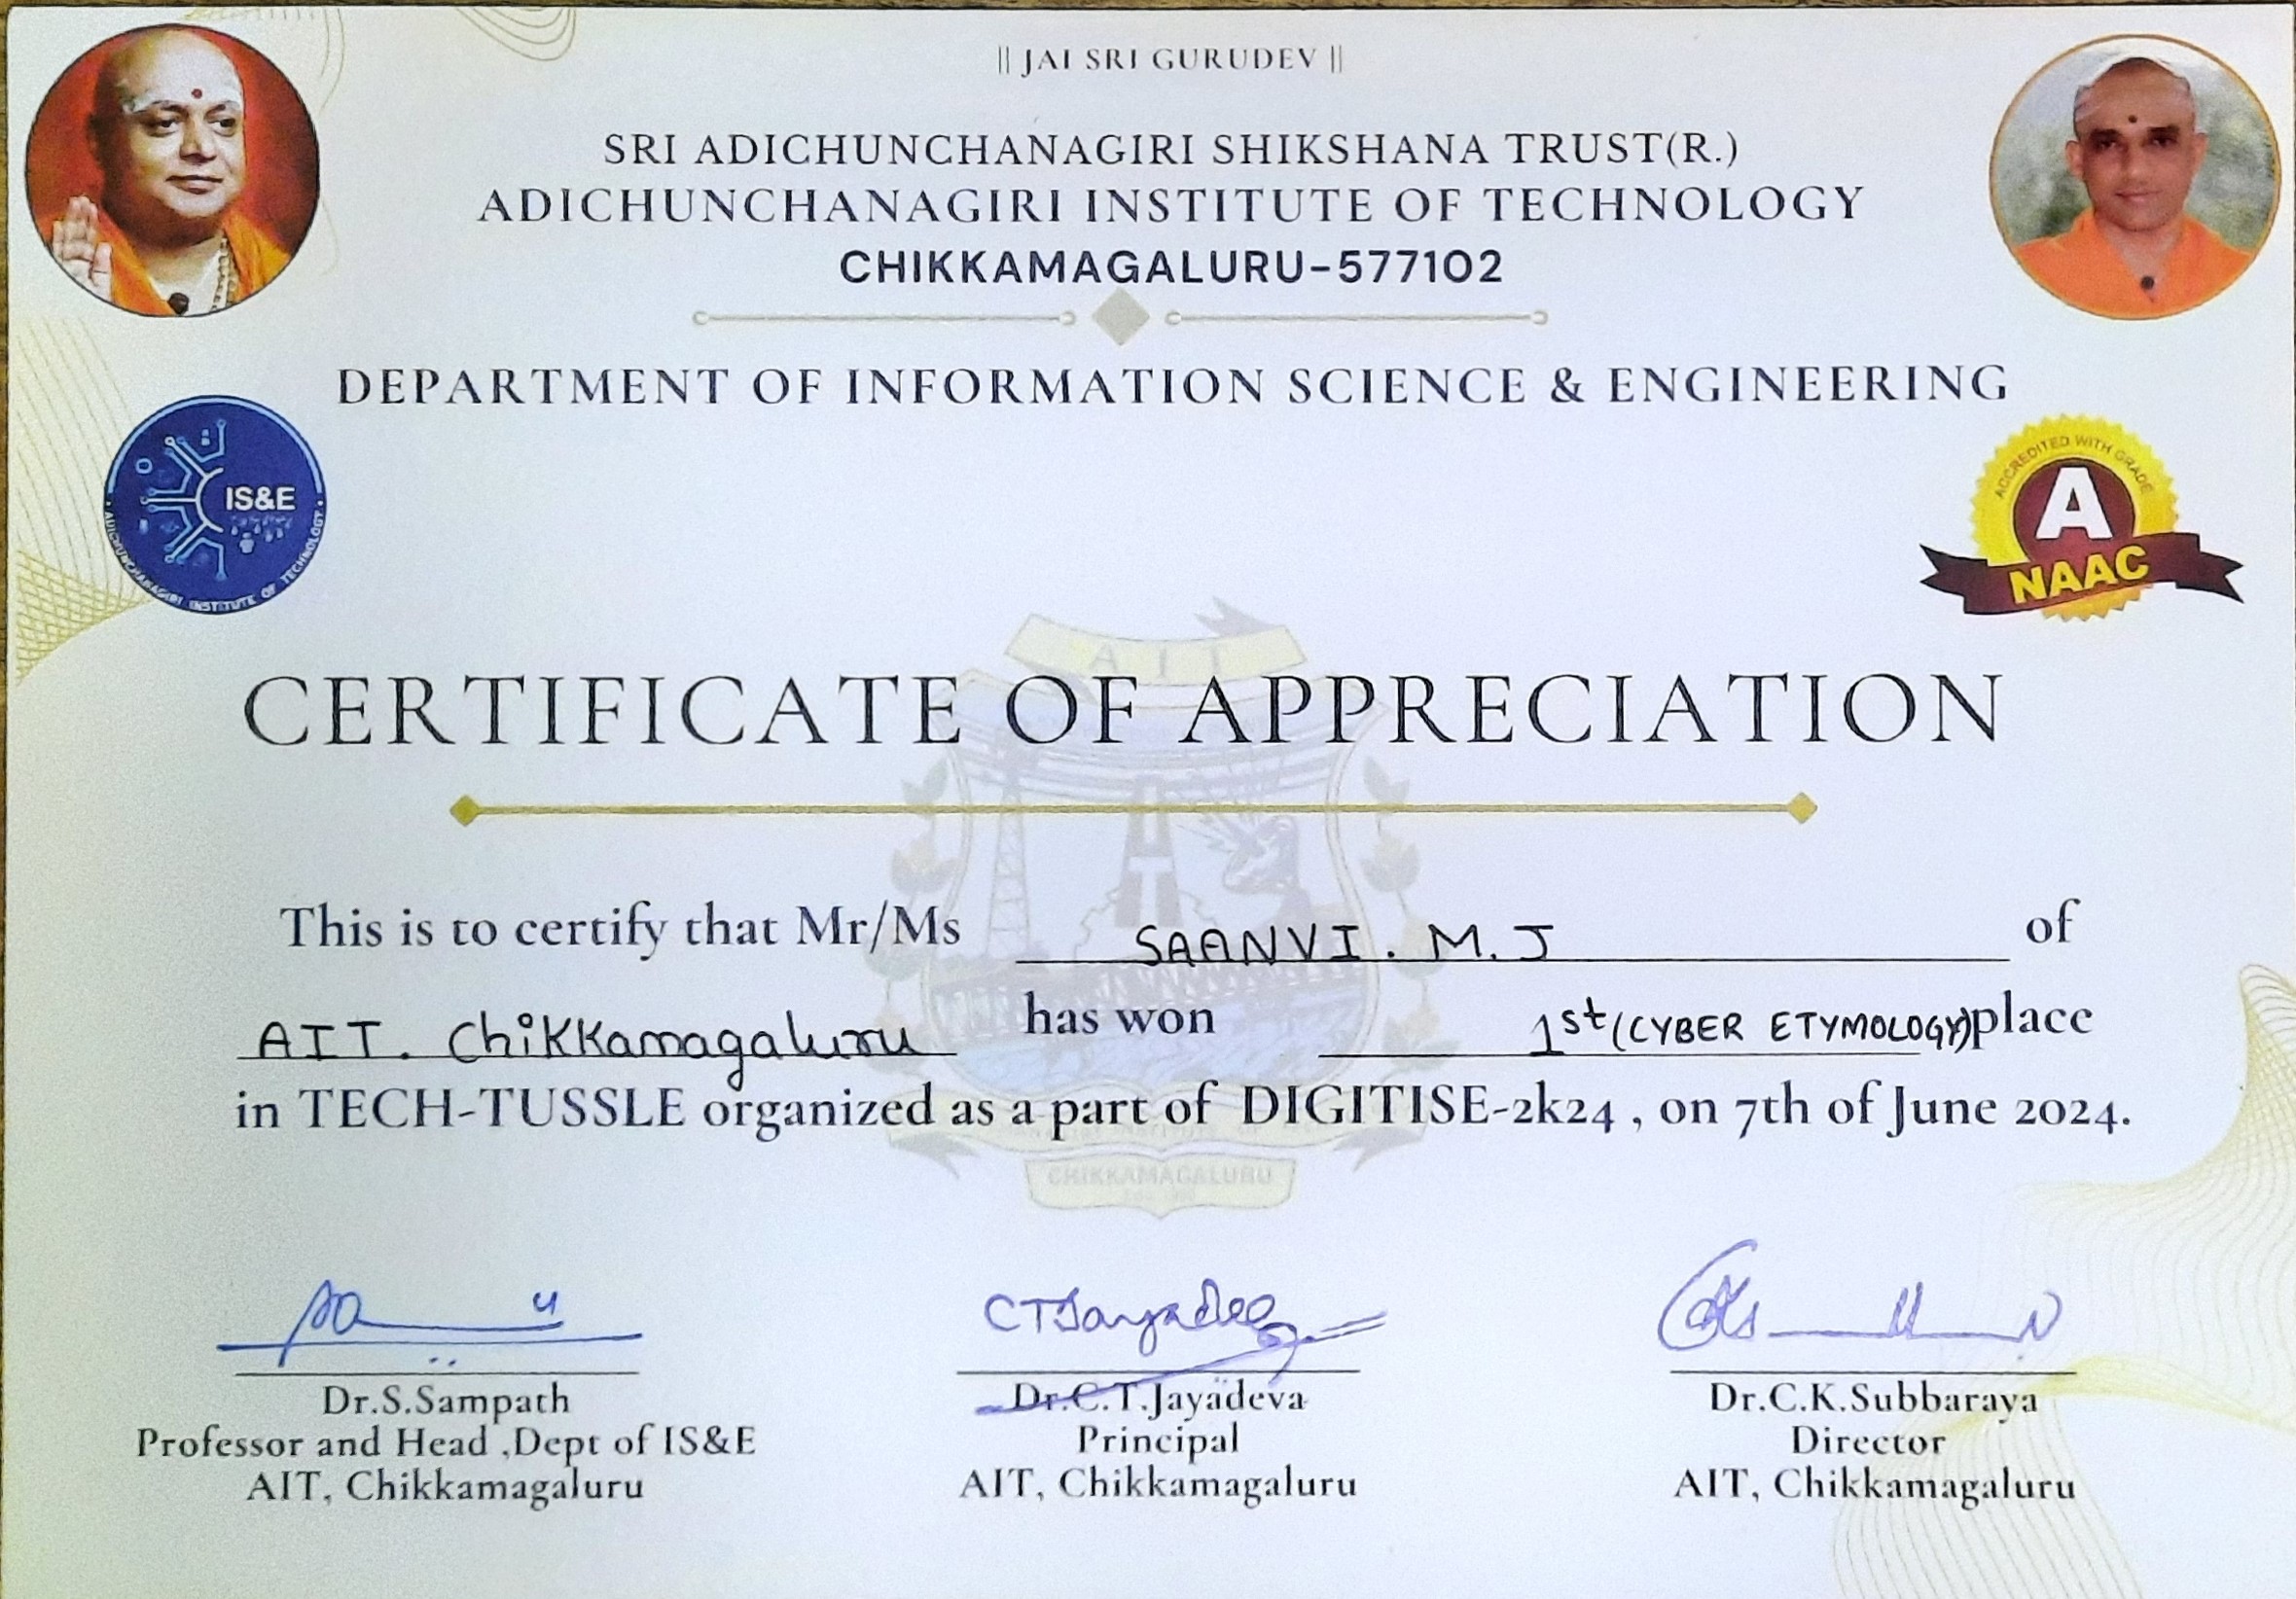 || JAI SRI GURUDEV ||
SRI ADICHUNCHANAGIRI SHIKSHANA TRUST(R.)
ADICHUNCHANAGIRI INSTITUTE OF TECHNOLOGY
CHIKKAMAGALURU-577102
DEPARTMENT OF INFORMATION SCIENCE & ENGINEERING
IS&E
ADICHUNCHANAGIRI INSTITUTE OF TECHNOLOGY
ACCREDITED WITH GRADE
A
NAAC
AIT
CERTIFICATE OF APPRECIATION
This is to certify that Mr/Ms SAANVI. M. J of
AIT. Chikkamagaluru has won 1st (CYBER ETYMOLOGY) place
in TECH-TUSSLE organized as a part of DIGITISE-2k24 , on 7th of June 2024.
CHIKKAMAGALURU
CTJayadeva
Dr.S.Sampath
Professor and Head ,Dept of IS&E
AIT, Chikkamagaluru
Dr.C.T.Jayadeva
Principal
AIT, Chikkamagaluru
Dr.C.K.Subbaraya
Director
AIT, Chikkamagaluru